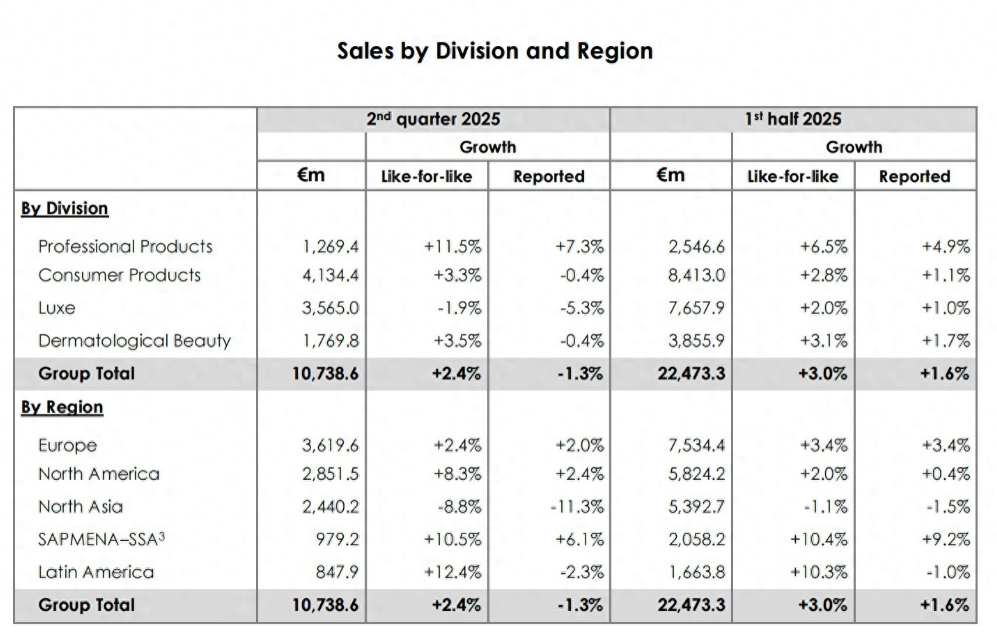 Sales by Division and Region
2nd quarter 2025 1st half 2025
Growth Growth
€m Like-for-like Reported €m Like-for-like Reported
By Division
Professional Products 1,269.4 +11.5% +7.3% 2,546.6 +6.5% +4.9%
Consumer Products 4,134.4 +3.3% -0.4% 8,413.0 +2.8% +1.1%
Luxe 3,565.0 -1.9% -5.3% 7,657.9 +2.0% +1.0%
Dermatological Beauty 1,769.8 +3.5% -0.4% 3,855.9 +3.1% +1.7%
Group Total 10,738.6 +2.4% -1.3% 22,473.3 +3.0% +1.6%
By Region
Europe 3,619.6 +2.4% +2.0% 7,534.4 +3.4% +3.4%
North America 2,851.5 +8.3% +2.4% 5,824.2 +2.0% +0.4%
North Asia 2,440.2 -8.8% -11.3% 5,392.7 -1.1% -1.5%
SAPMENA–SSA³ 979.2 +10.5% +6.1% 2,058.2 +10.4% +9.2%
Latin America 847.9 +12.4% -2.3% 1,663.8 +10.3% -1.0%
Group Total 10,738.6 +2.4% -1.3% 22,473.3 +3.0% +1.6%